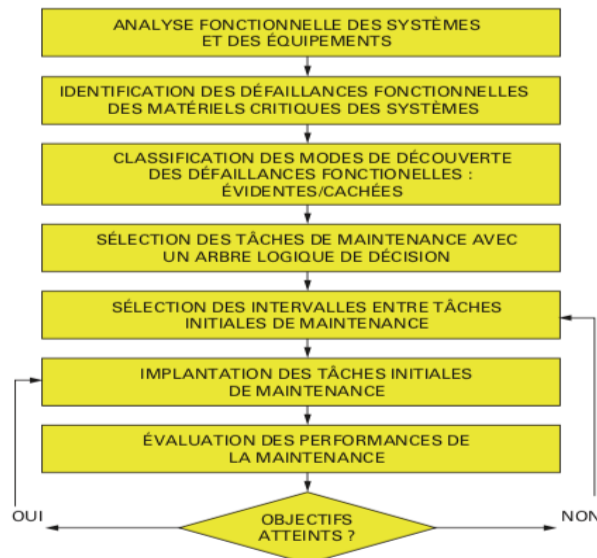 ANALYSE FONCTIONNELLE DES SYSTÈMES
ET DES ÉQUIPEMENTS
IDENTIFICATION DES DÉFAILLANCES FONCTIONNELLES
DES MATÉRIELS CRITIQUES DES SYSTÈMES
CLASSIFICATION DES MODES DE DÉCOUVERTE
DES DÉFAILLANCES FONCTIONELLES :
ÉVIDENTES/CACHÉES
SÉLECTION DES TÂCHES DE MAINTENANCE AVEC
UN ARBRE LOGIQUE DE DÉCISION
SÉLECTION DES INTERVALLES ENTRE TÂCHES
INITIALES DE MAINTENANCE
IMPLANTATION DES TÂCHES INITIALES
DE MAINTENANCE
ÉVALUATION DES PERFORMANCES DE
LA MAINTENANCE
OUI
OBJECTIFS
ATTEINTS ?
NON